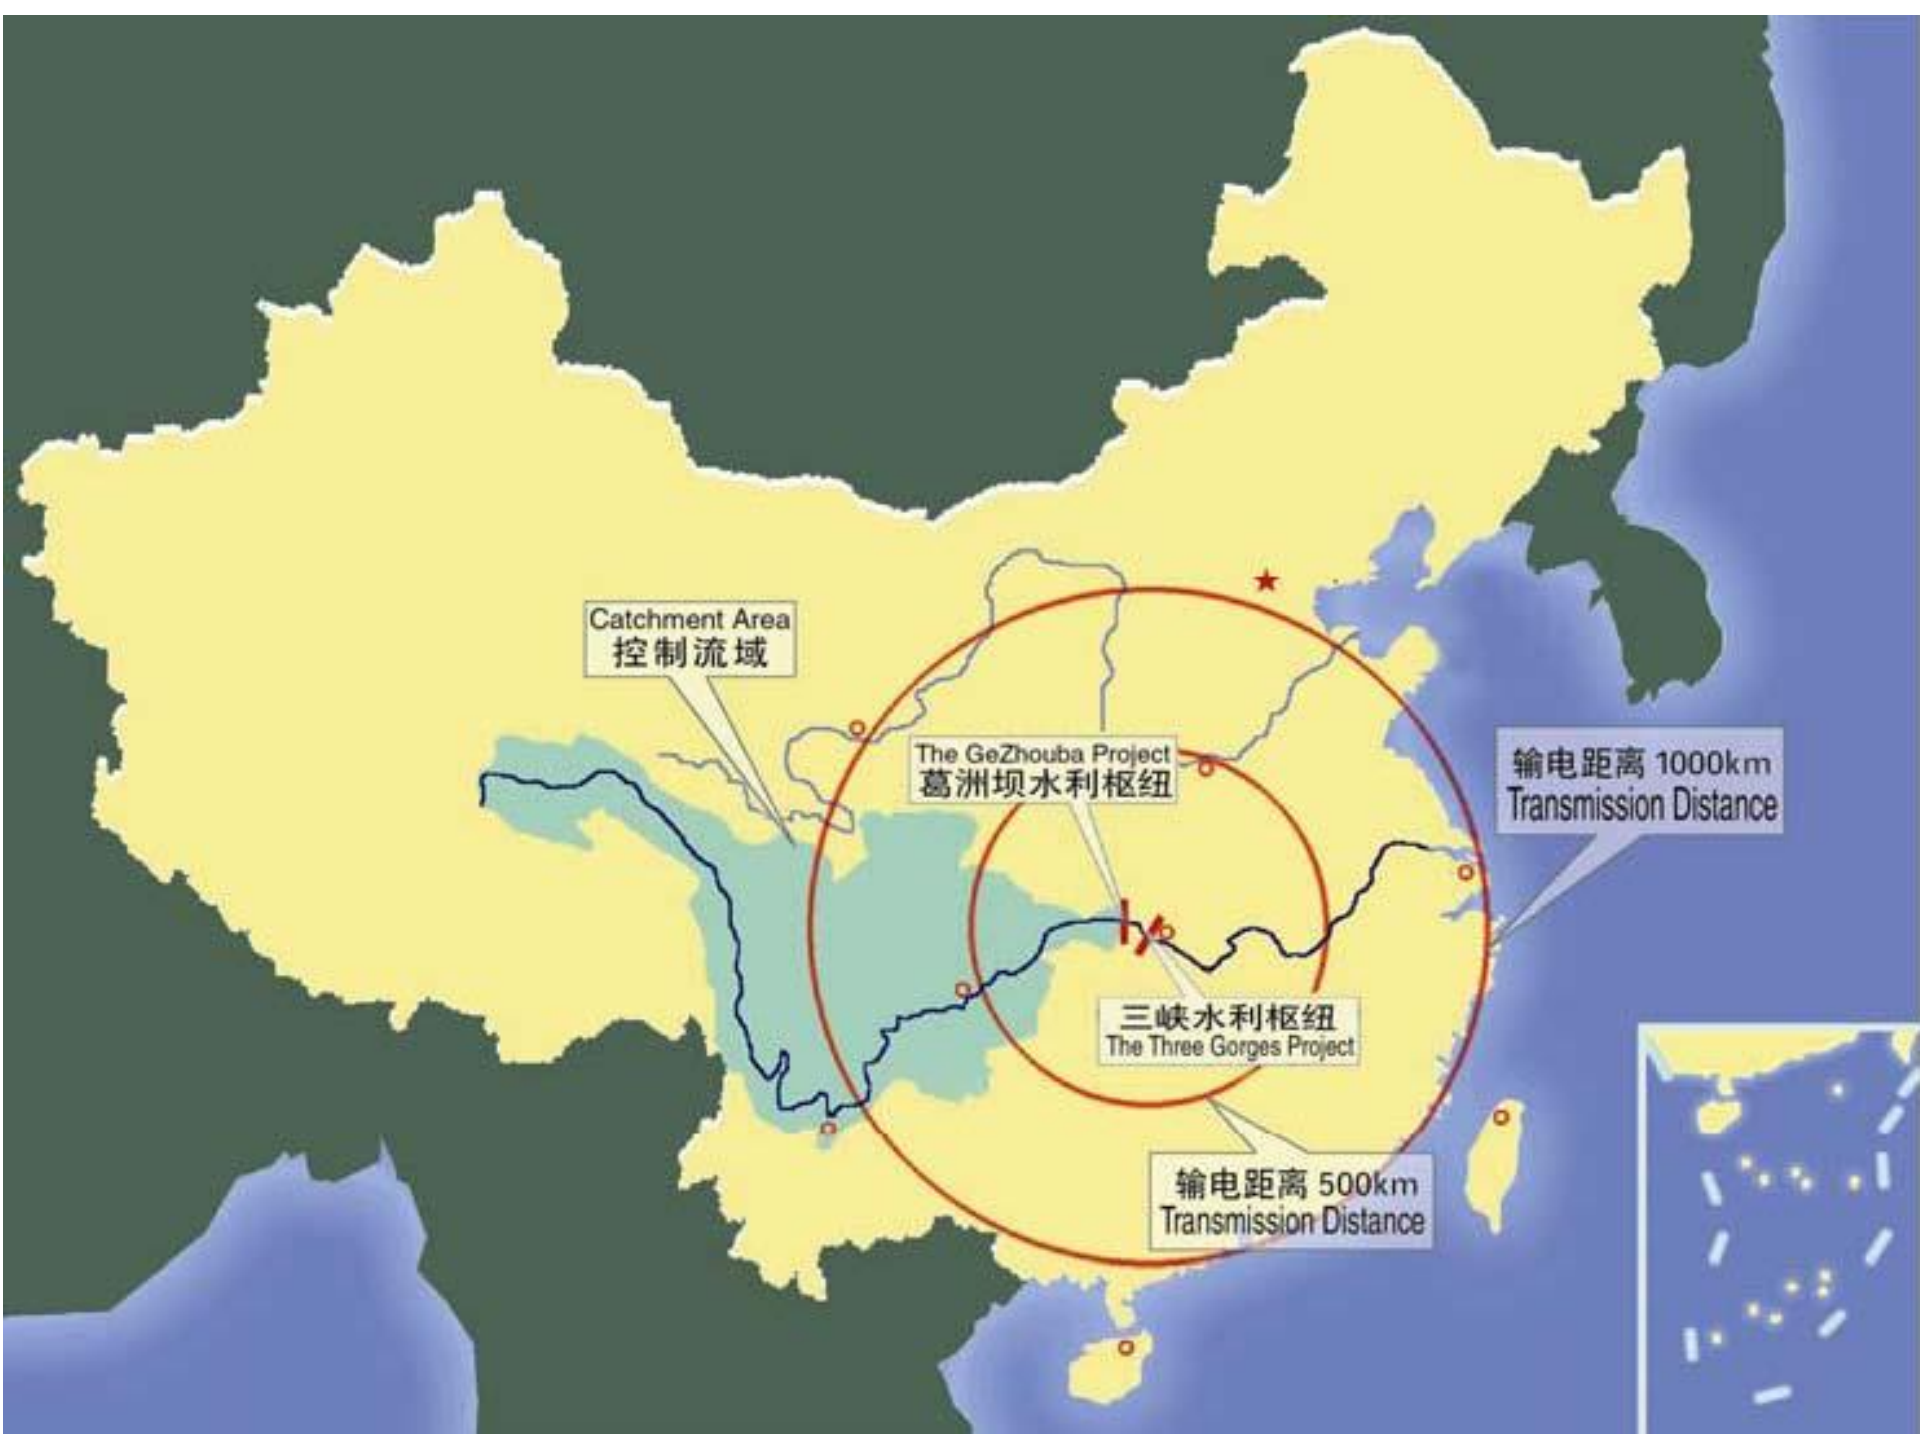 Catchment Area
控制流域
The GeZhouba Project
葛洲坝水利枢纽
输电距离 1000km
Transmission Distance
三峡水利枢纽
The Three Gorges Project
输电距离 500km
Transmission Distance